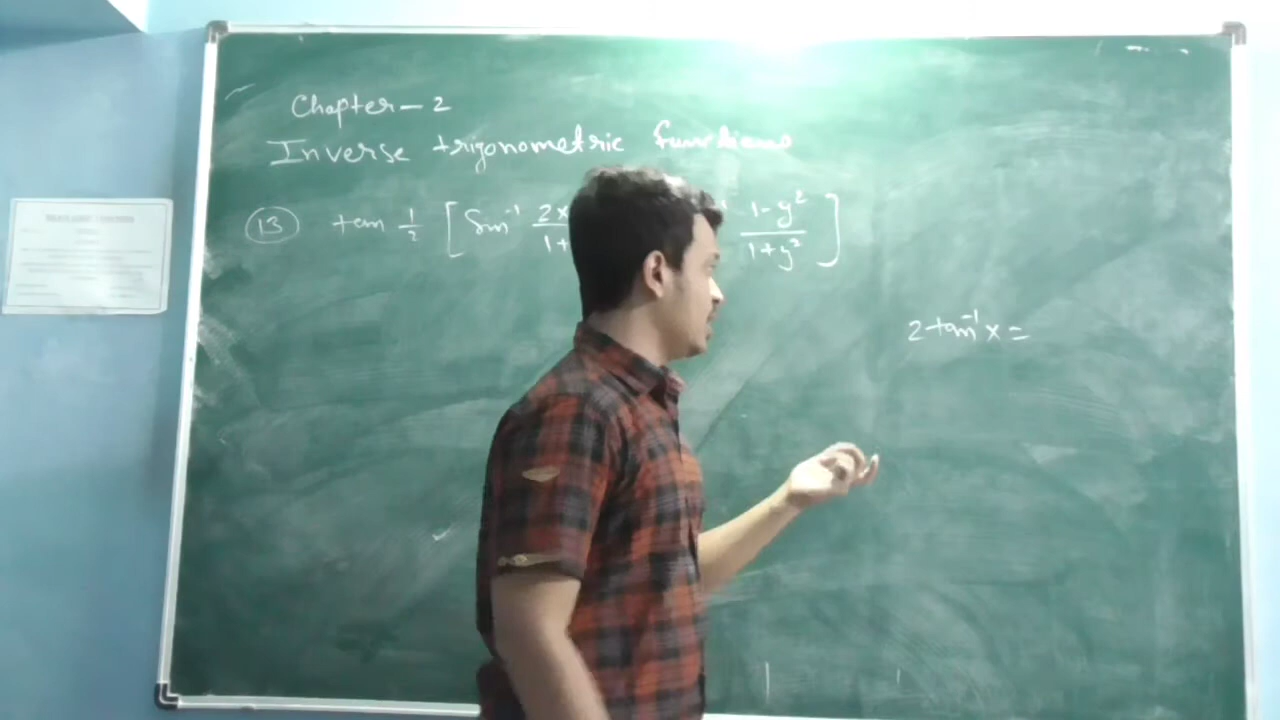 Chapter - 2
Inverse trigonometric functions
13 tan 1/2 [ Sin⁻¹ 2x / 1+ 1-y² / 1+y² ]
2 tan⁻¹ x =